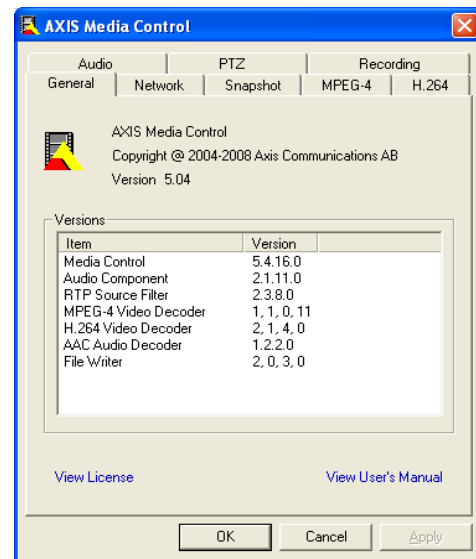 AXIS Media Control
Audio PTZ Recording
General Network Snapshot MPEG-4 H.264
AXIS Media Control
Copyright @ 2004-2008 Axis Communications AB
Version 5.04
Versions
Item Version
Media Control 5.4.16.0
Audio Component 2.1.11.0
RTP Source Filter 2.3.8.0
MPEG-4 Video Decoder 1, 1, 0, 11
H.264 Video Decoder 2, 1, 4, 0
AAC Audio Decoder 1.2.2.0
File Writer 2, 0, 3, 0
View License View User's Manual
OK Cancel Apply